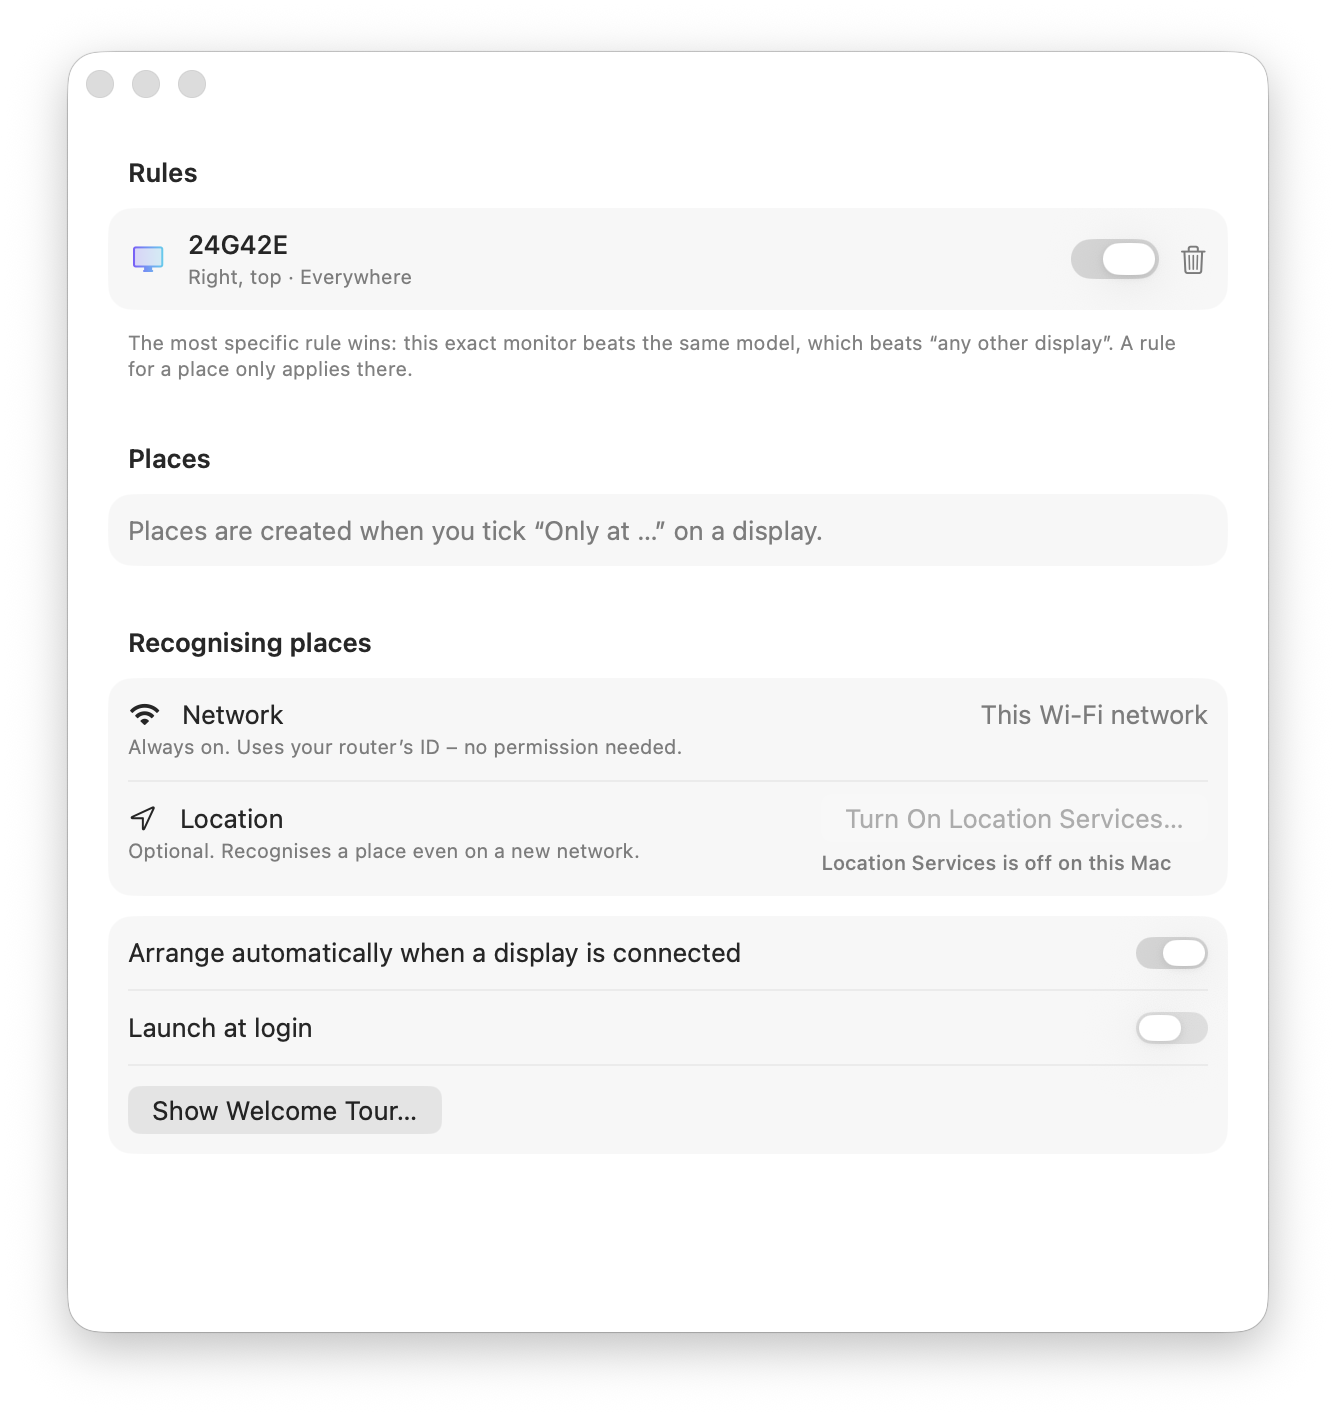 Rules
24G42E
Right, top · Everywhere
The most specific rule wins: this exact monitor beats the same model, which beats “any other display”. A rule
for a place only applies there.
Places
Places are created when you tick “Only at …” on a display.
Recognising places
Network
This Wi-Fi network
Always on. Uses your router’s ID – no permission needed.
Location
Turn On Location Services…
Optional. Recognises a place even on a new network.
Location Services is off on this Mac
Arrange automatically when a display is connected
Launch at login
Show Welcome Tour…